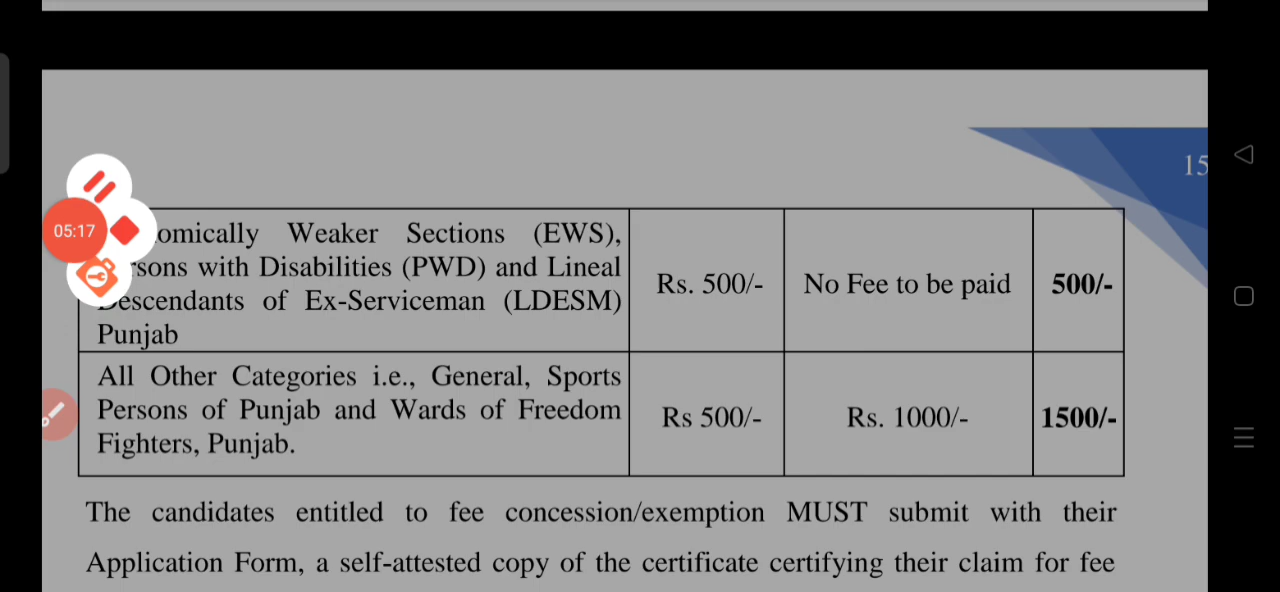 15
05:17
Weaker Sections (EWS),
with Disabilities (PWD) and Lineal
of Ex-Serviceman (LDESM)
Punjab
Rs. 500/-
No Fee to be paid
500/-
All Other Categories i.e., General, Sports
Persons of Punjab and Wards of Freedom
Fighters, Punjab.
Rs 500/-
Rs. 1000/-
1500/-
The candidates entitled to fee concession/exemption MUST submit with their
Application Form, a self-attested copy of the certificate certifying their claim for fee